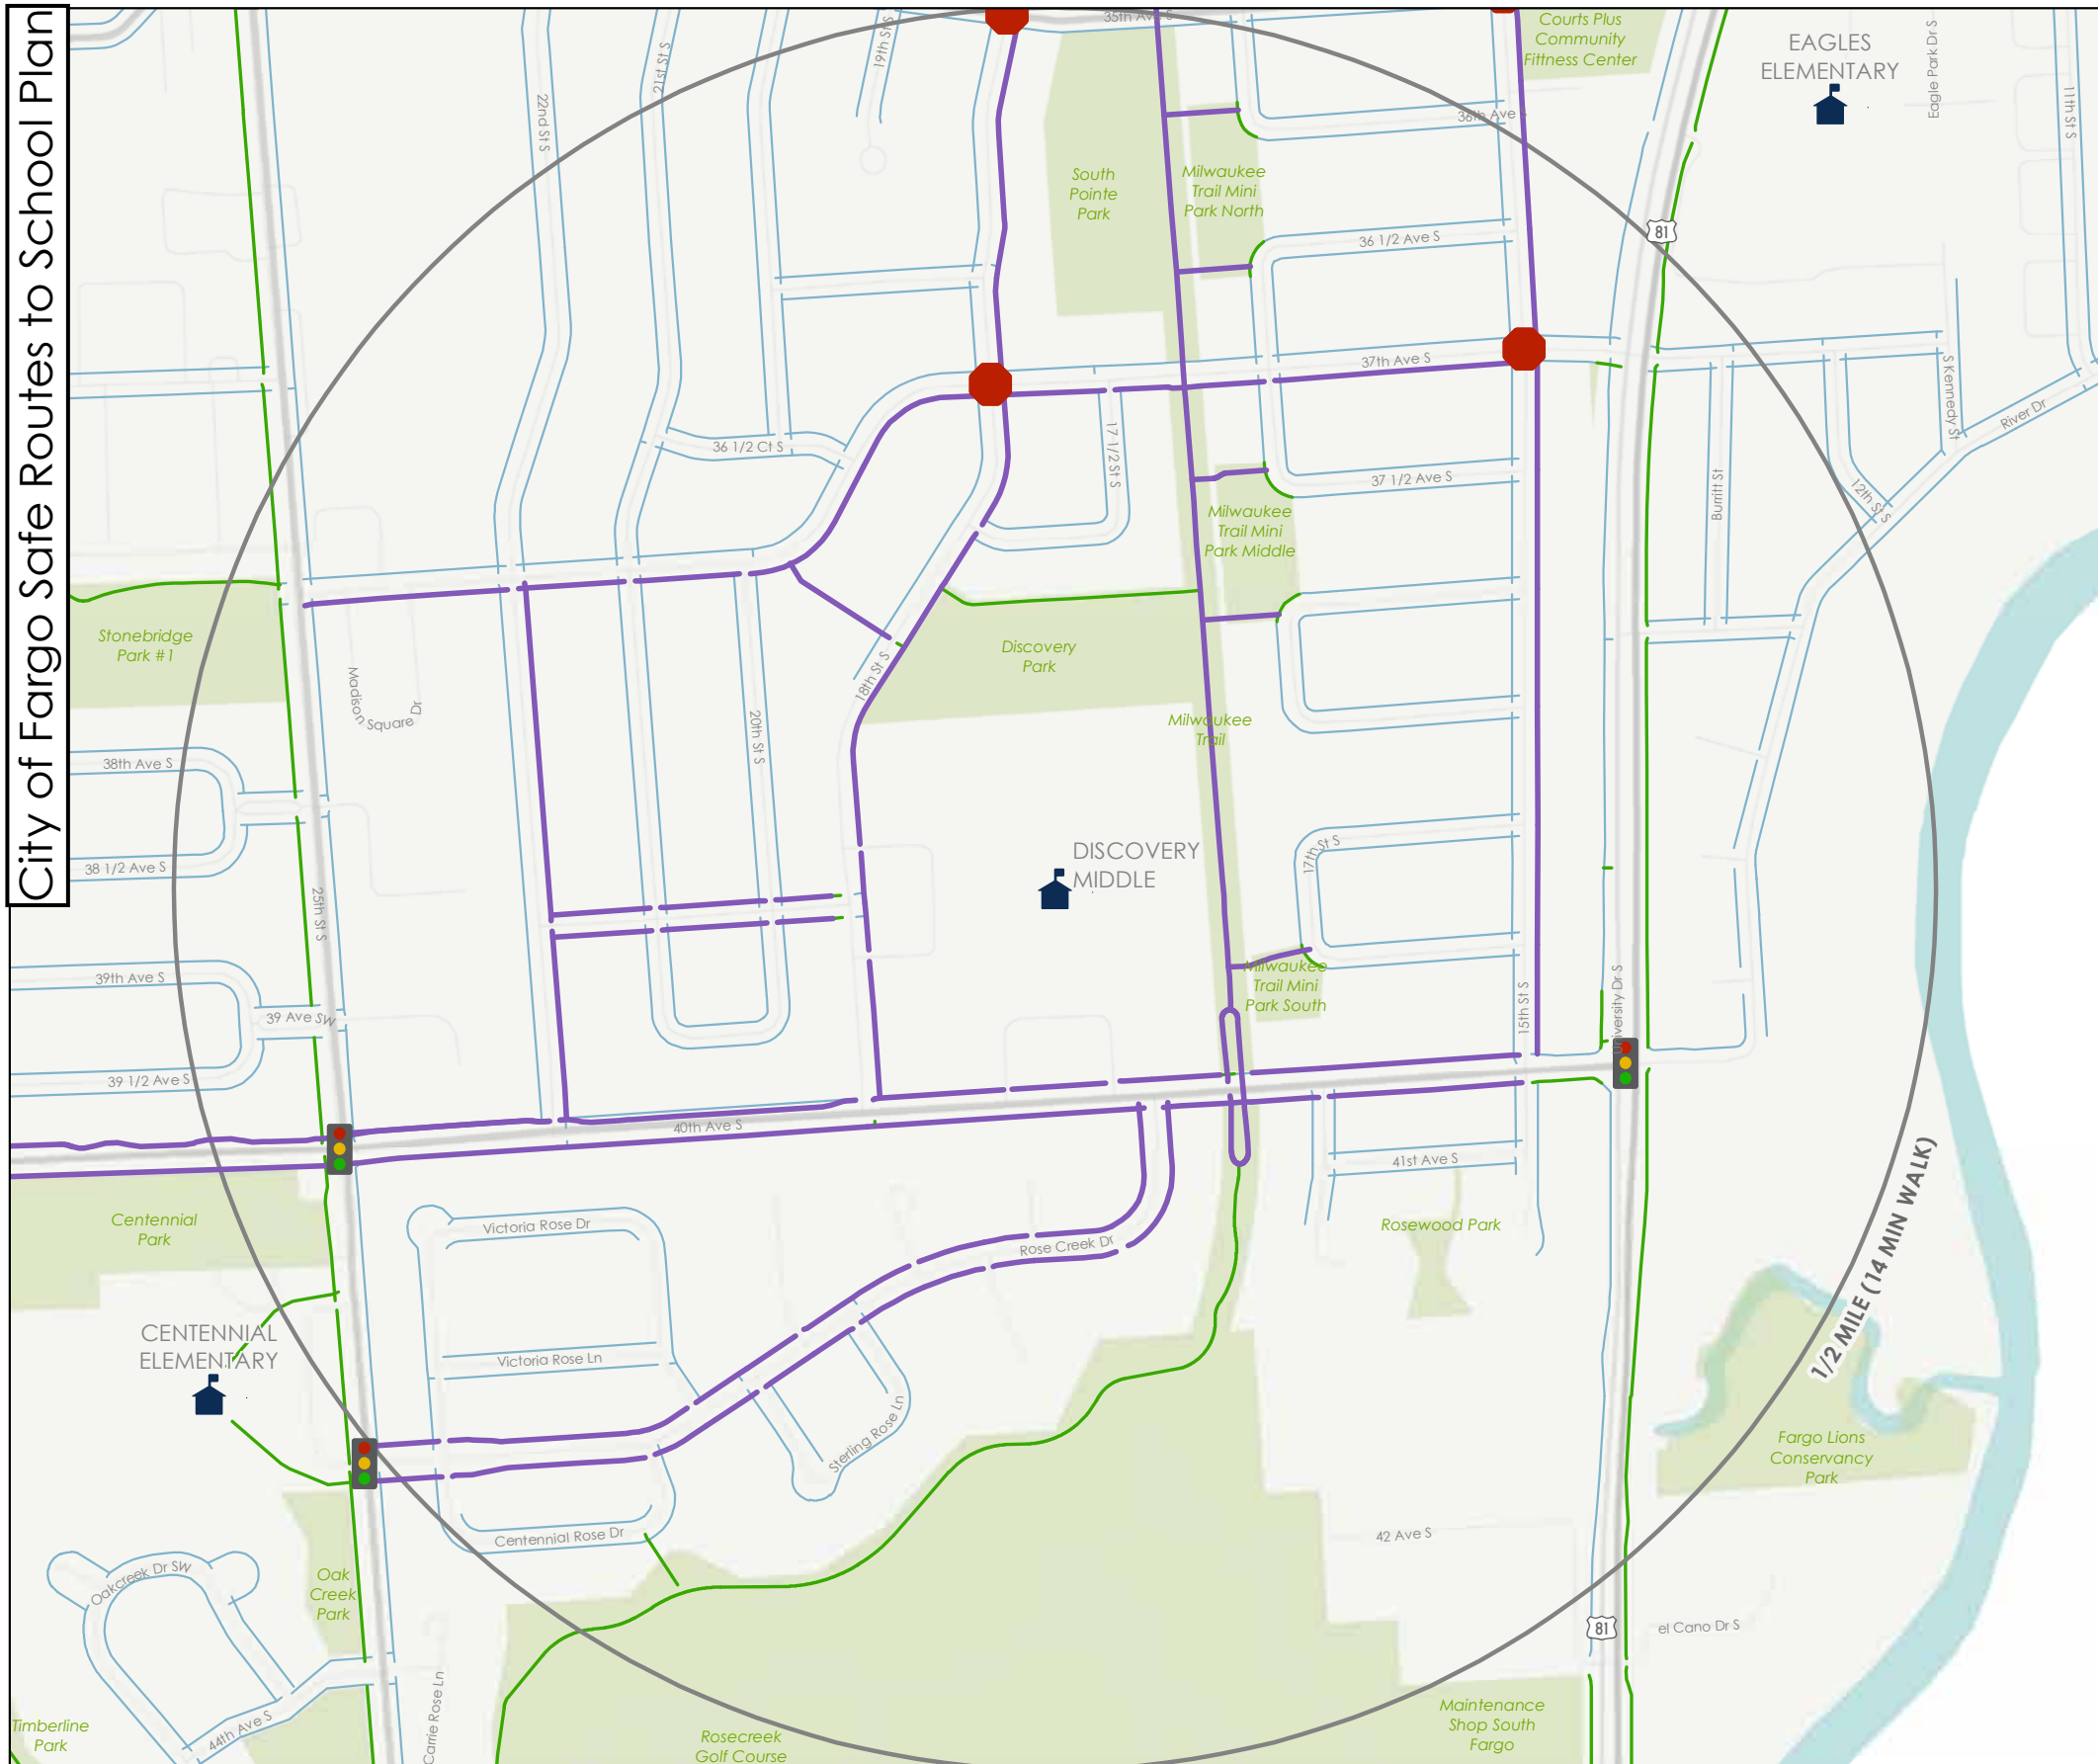 City of Fargo Safe Routes to School Plan
35th Ave S
Courts Plus
Community
Fittness Center
EAGLES
ELEMENTARY
Eagle Park Dr S
11th St S
19th St S
21st St S
22nd St S
36th Ave
South
Pointe
Park
Milwaukee
Trail Mini
Park North
36 1/2 Ave S
81
37th Ave S
S Kennedy St
River Dr
36 1/2 Ct S
17 1/2 St S
37 1/2 Ave S
Burritt St
12th St S
Milwaukee
Trail Mini
Park Middle
Stonebridge
Park #1
Discovery
Park
18th St S
Madison Square Dr
20th St S
Milwaukee
Trail
38th Ave S
38 1/2 Ave S
25th St S
DISCOVERY
MIDDLE
17th St S
39th Ave S
39 Ave SW
39 1/2 Ave S
Milwaukee
Trail Mini
Park South
15th St S
University Dr S
40th Ave S
41st Ave S
Centennial
Park
Victoria Rose Dr
Rose Creek Dr
Rosewood Park
1/2 MILE (14 MIN WALK)
CENTENNIAL
ELEMENTARY
Victoria Rose Ln
Sterling Rose Ln
Fargo Lions
Conservancy
Park
Centennial Rose Dr
42 Ave S
Oakcreek Dr SW
Oak
Creek
Park
81
el Cano Dr S
Carrie Rose Ln
44th Ave S
Timberline
Park
Rosecreek
Golf Course
Maintenance
Shop South
Fargo